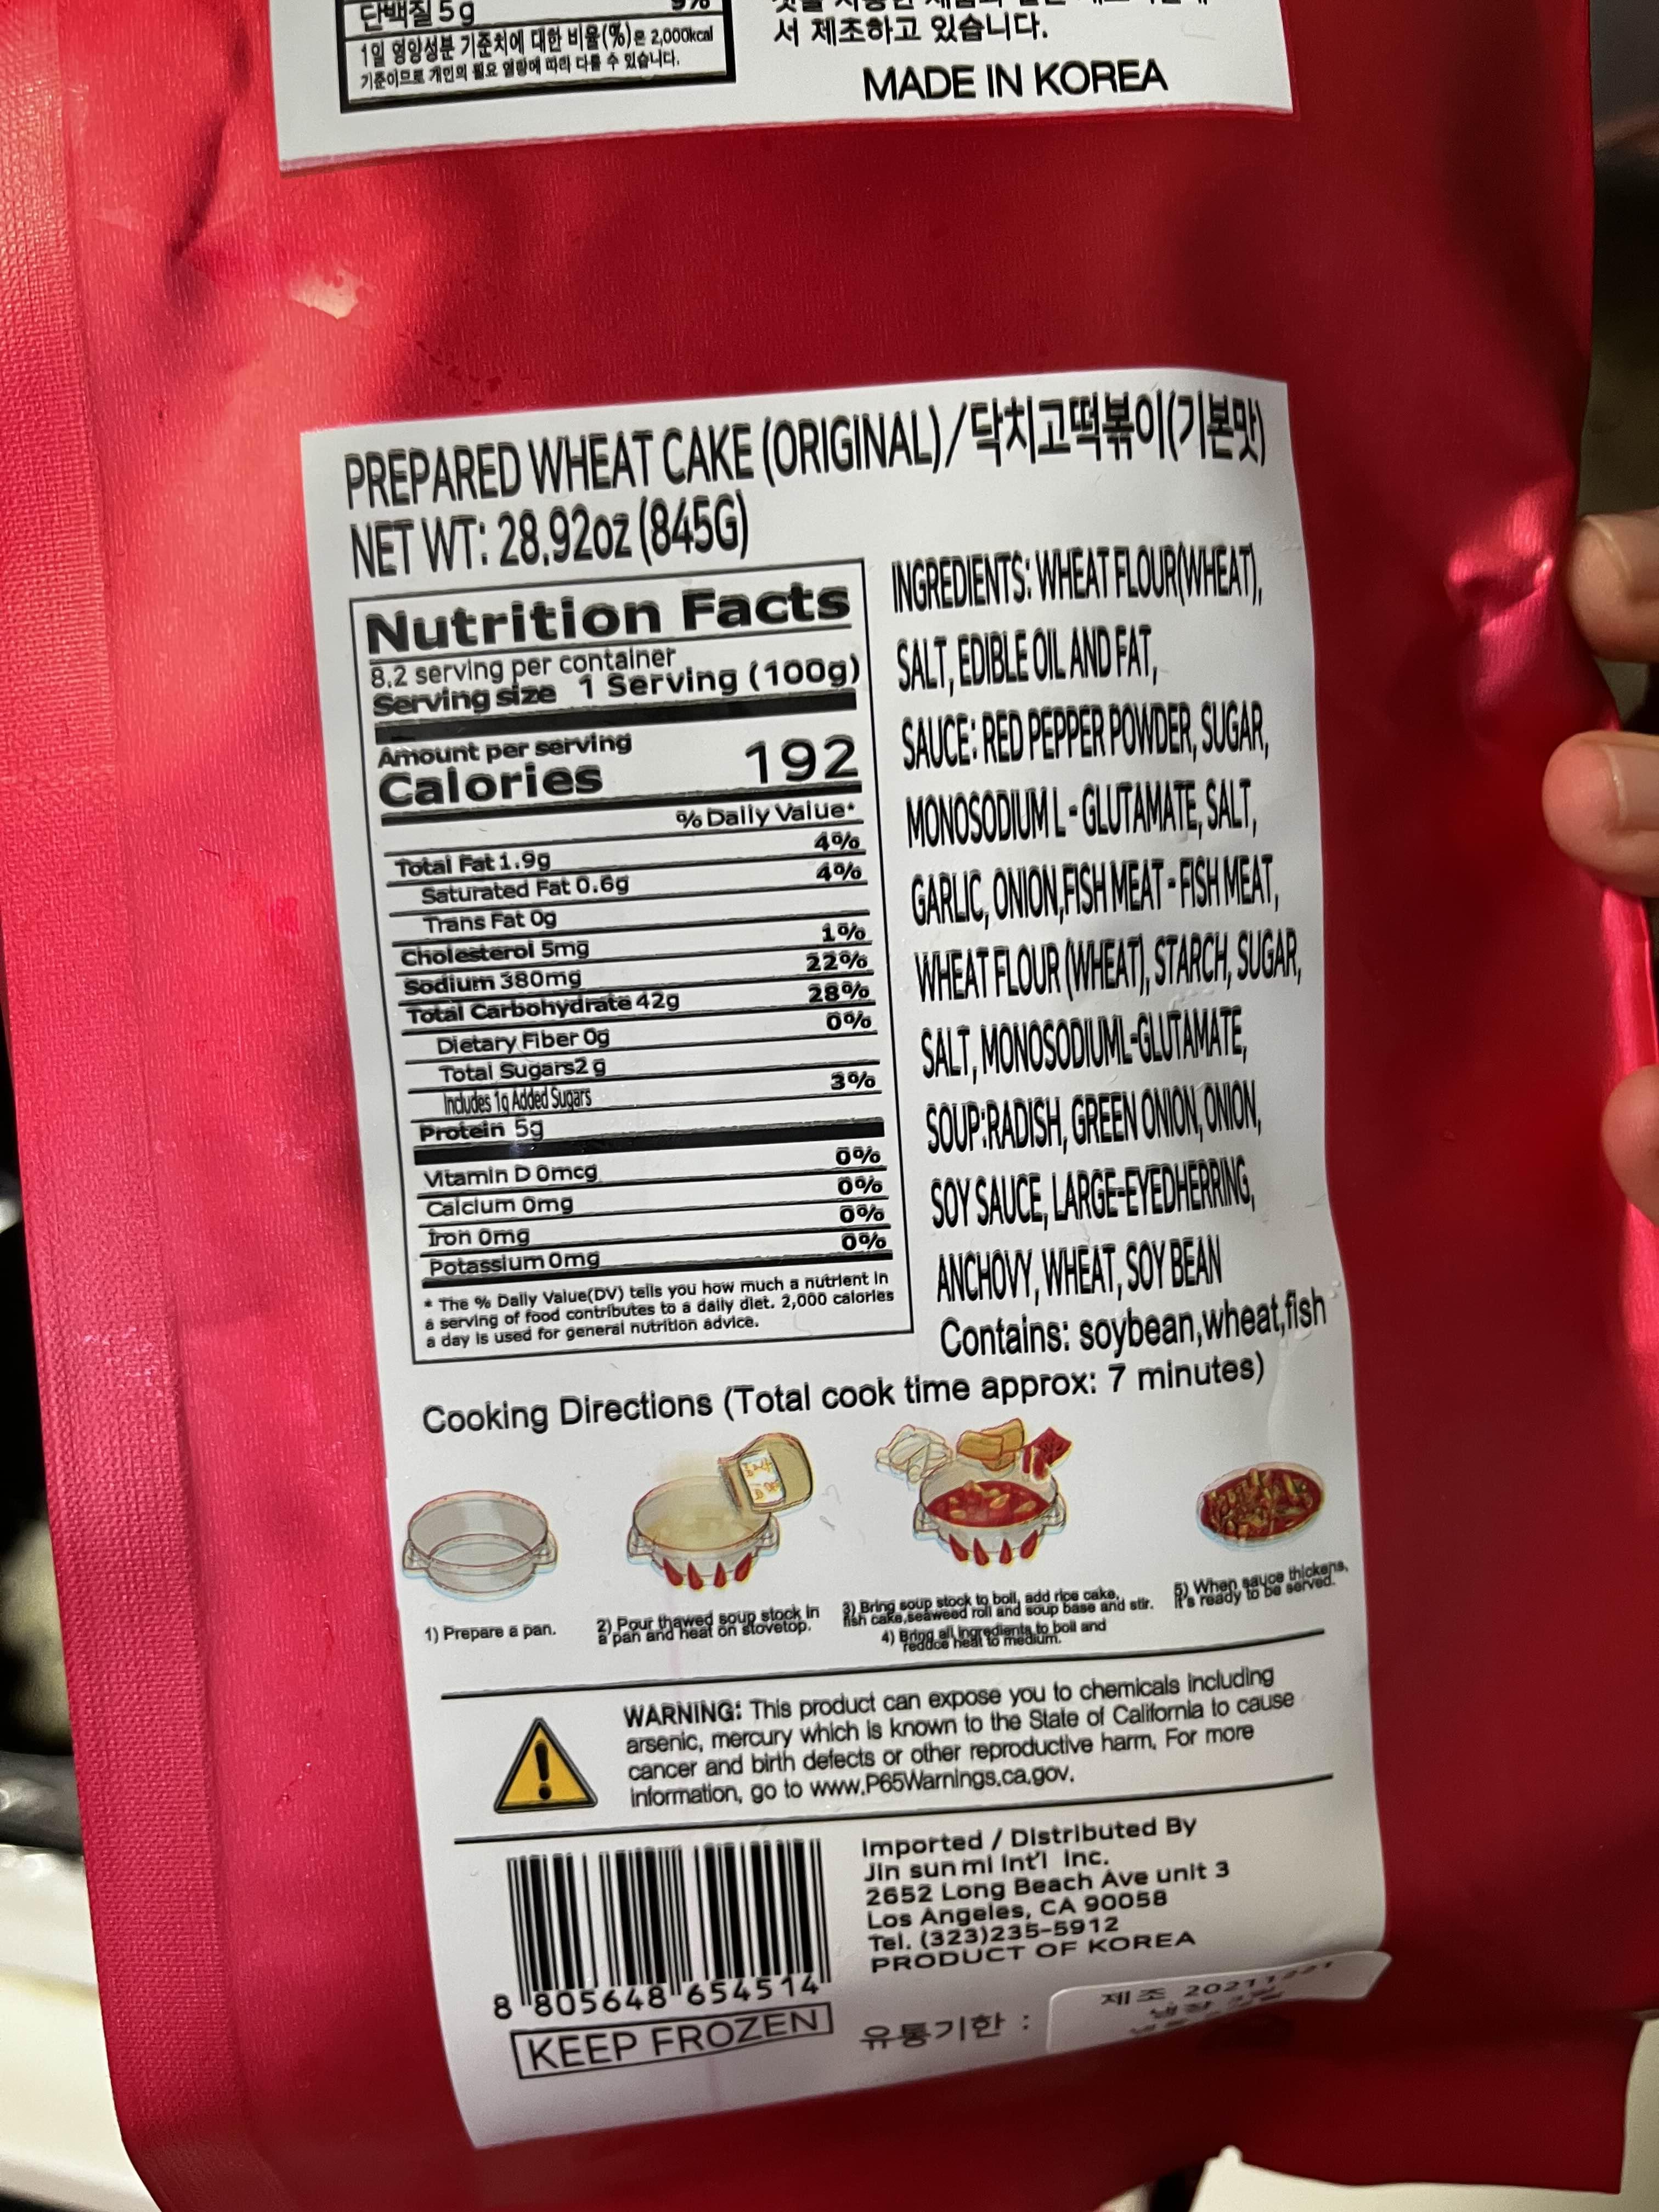 단백질 5g
1일 영양성분 기준치에 대한 비율(%)은 2,000kcal
기준이므로 개인의 필요 열량에 따라 다를 수 있습니다.
서 제조하고 있습니다.
MADE IN KOREA
PREPARED WHEAT CAKE (ORIGINAL)/닥치고떡볶이(기본맛)
NET WT: 28.92oz (845G)
Nutrition Facts
8.2 serving per container
Serving size 1 Serving (100g)
Amount per serving
Calories 192
% Daily Value*
Total Fat 1.9g 4%
Saturated Fat 0.6g 4%
Trans Fat 0g
Cholesterol 5mg 1%
Sodium 380mg 22%
Total Carbohydrate 42g 28%
Dietary Fiber 0g 0%
Total Sugars2 g
Includes 1g Added Sugars 3%
Protein 5g
Vitamin D 0mcg 0%
Calcium 0mg 0%
Iron 0mg 0%
Potassium 0mg 0%
* The % Daily Value(DV) tells you how much a nutrient in
a serving of food contributes to a daily diet. 2,000 calories
a day is used for general nutrition advice.
INGREDIENTS: WHEAT FLOUR(WHEAT),
SALT, EDIBLE OIL AND FAT,
SAUCE: RED PEPPER POWDER, SUGAR,
MONOSODIUM L - GLUTAMATE, SALT,
GARLIC, ONION,FISH MEAT - FISH MEAT,
WHEAT FLOUR (WHEAT), STARCH, SUGAR,
SALT, MONOSODIUML-GLUTAMATE,
SOUP:RADISH, GREEN ONION, ONION,
SOY SAUCE, LARGE-EYEDHERRING,
ANCHOVY, WHEAT, SOY BEAN
Contains: soybean,wheat,fish
Cooking Directions (Total cook time approx: 7 minutes)
1) Prepare a pan.
2) Pour thawed soup stock in
a pan and heat on stovetop.
3) Bring soup stock to boil, add rice cake,
fish cake,seaweed roll and soup base and stir.
4) Bring all ingredients to boil and
reduce heat to medium.
5) When sauce thickens,
it's ready to be served.
WARNING: This product can expose you to chemicals including
arsenic, mercury which is known to the State of California to cause
cancer and birth defects or other reproductive harm. For more
information, go to www.P65Warnings.ca.gov.
8 805648 654514
KEEP FROZEN
Imported / Distributed By
Jin sun mi Int'l Inc.
2652 Long Beach Ave unit 3
Los Angeles, CA 90058
Tel. (323)235-5912
PRODUCT OF KOREA
유통기한 :
제조 20211221